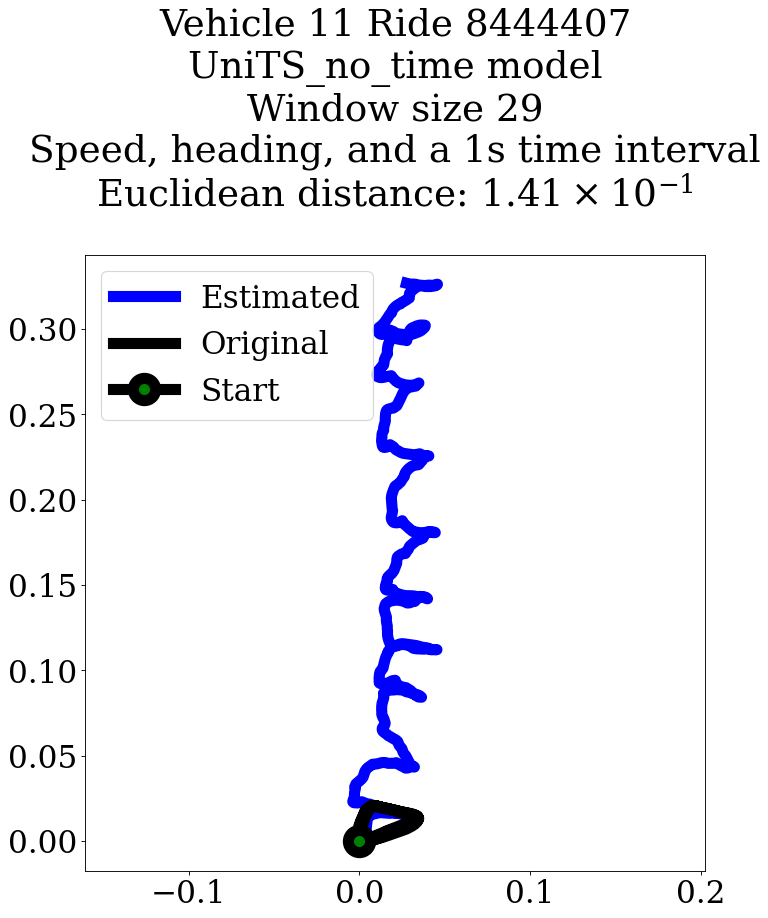 Vehicle 11 Ride 8444407
UniTS_no_time model
Window size 29
Speed, heading, and a 1s time interval
Euclidean distance: 1.41 × 10⁻¹
Estimated
Original
Start
0.30
0.25
0.20
0.15
0.10
0.05
0.00
−0.1
0.0
0.1
0.2